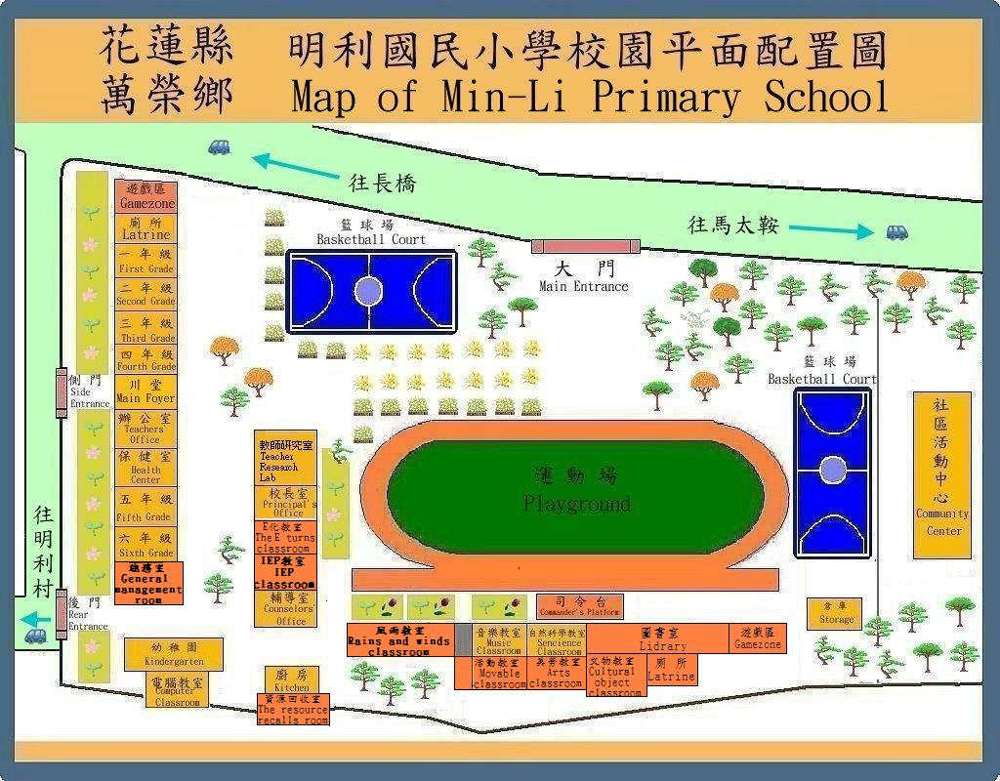 花蓮縣
萬榮鄉
明利國民小學校園平面配置圖
Map of Min-Li Primary School
往長橋
往馬太鞍
遊戲區
Gamezone
廁所
Latrine
一年級
First Grade
二年級
Second Grade
三年級
Third Grade
四年級
Fourth Grade
川堂
Main Foyer
辦公室
Teachers'
Office
保健室
Health
Center
五年級
Fifth Grade
六年級
Sixth Grade
總務室
General
management
room
側門
Side
Entrance
往明利村
後門
Rear
Entrance
籃球場
Basketball Court
大門
Main Entrance
籃球場
Basketball Court
社區活動中心
Community
Center
教師研究室
Teacher
Research
Lab
校長室
Principal's
Office
E化教室
The E turns
classroom
IEP教室
IEP
classroom
輔導室
Counselors'
Office
運動場
Playground
司令台
Commander's Platform
倉庫
Storage
幼稚園
Kindergarten
電腦教室
Computer
Classroom
廚房
Kitchen
資源回收室
The resource
recalls room
風雨教室
Rains and winds
classroom
音樂教室
Music
Classroom
自然科學教室
Sencience
Classroom
圖書室
Lidrary
遊戲區
Gamezone
活動教室
Movable
classroom
美勞教室
Arts
classroom
文物教室
Cultural
object
classroom
廁所
Latrine